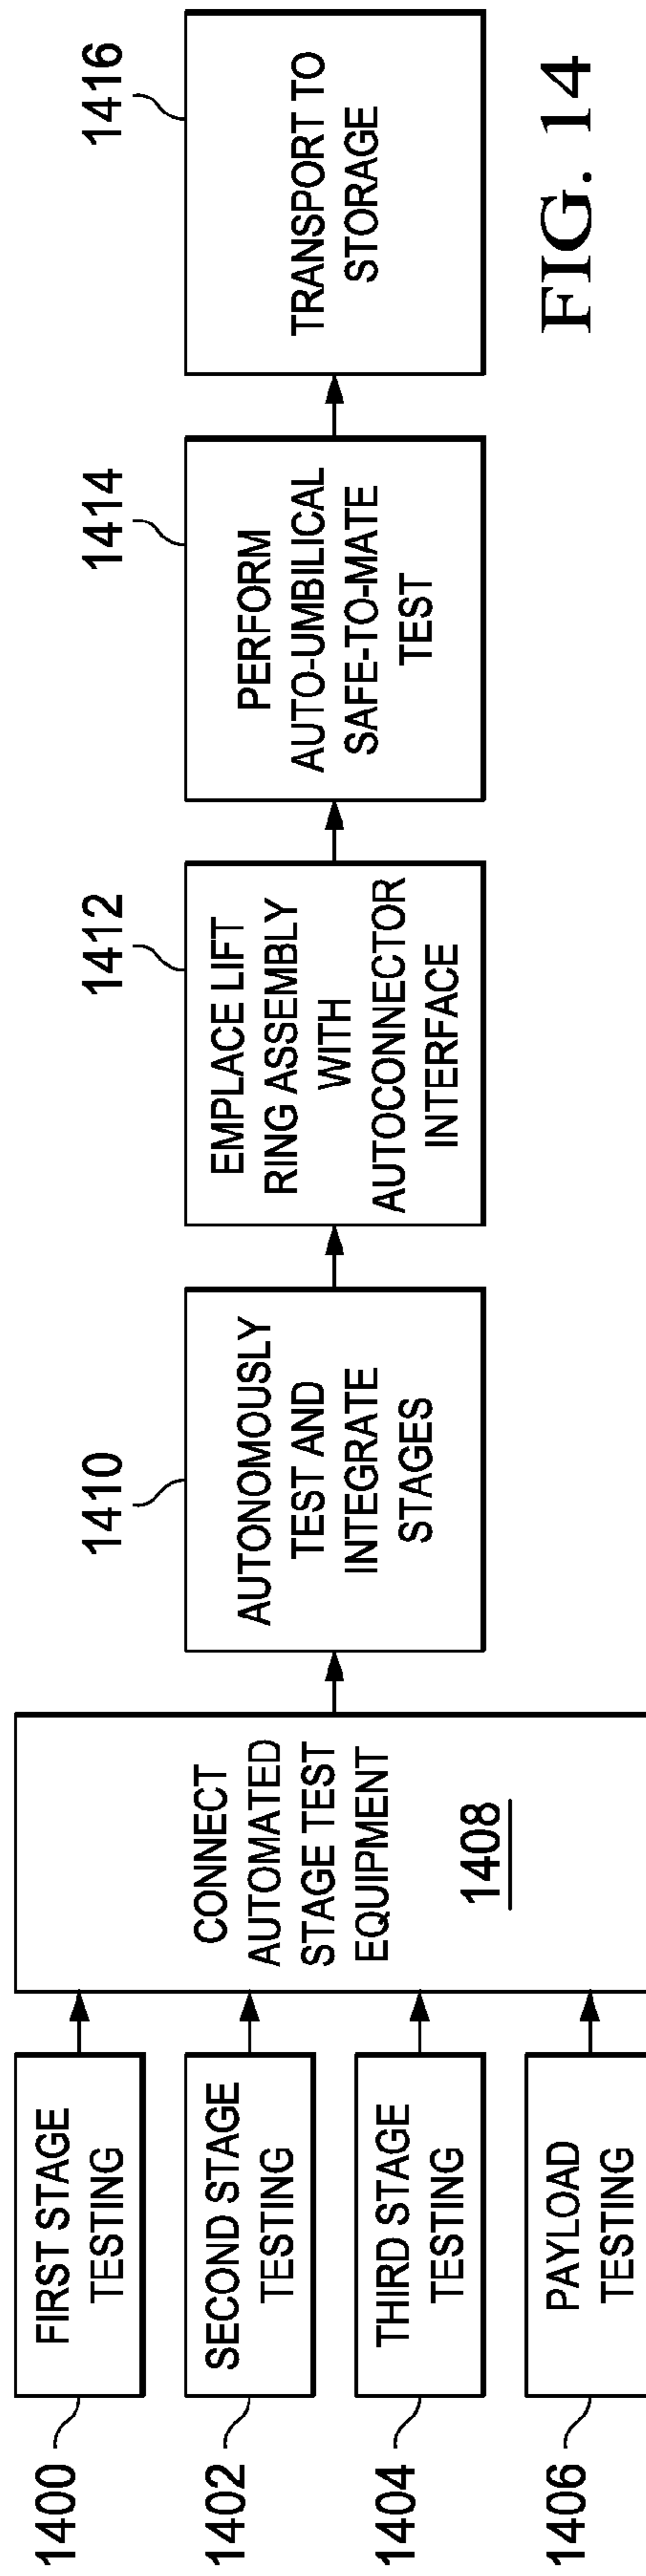 1400
FIRST STAGE
TESTING
1402
SECOND STAGE
TESTING
1404
THIRD STAGE
TESTING
1406
PAYLOAD
TESTING
CONNECT
AUTOMATED
STAGE TEST
EQUIPMENT
1408
1410
AUTONOMOUSLY
TEST AND
INTEGRATE
STAGES
1412
EMPLACE LIFT
RING ASSEMBLY
WITH
AUTOCONNECTOR
INTERFACE
1414
PERFORM
AUTO-UMBILICAL
SAFE-TO-MATE
TEST
1416
TRANSPORT TO
STORAGE
FIG. 14